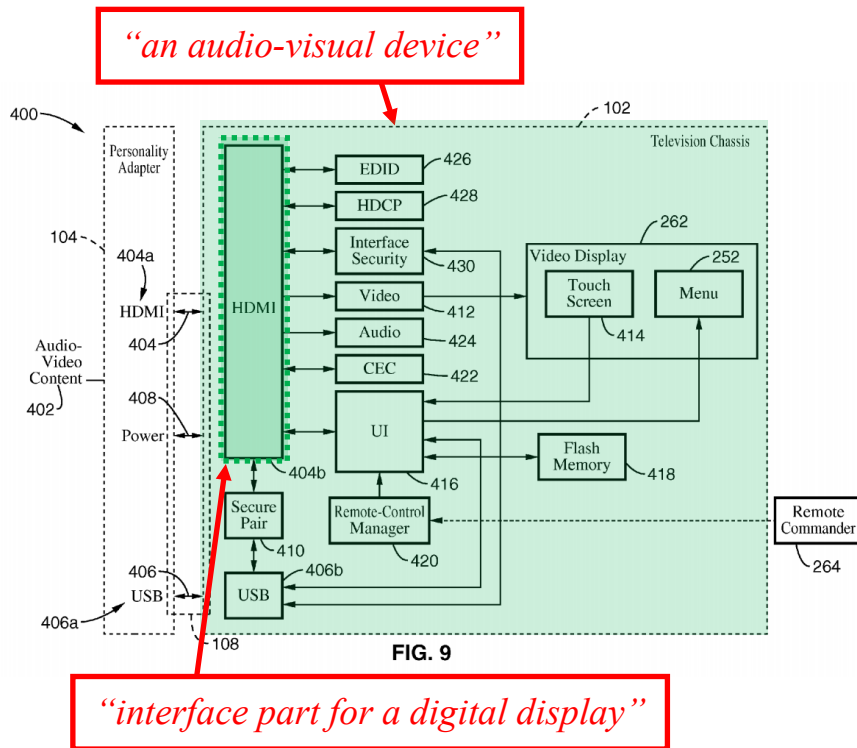 “an audio-visual device”
400
102
Personality
Adapter
Television Chassis
EDID
426
HDCP
428
104
262
Interface
Security
430
Video Display
252
404a
Touch
Screen
Menu
HDMI
Video
412
414
HDMI
404
Audio
424
Audio-
Video
Content
402
CEC
422
408
UI
Power
Flash
Memory
418
404b
416
Secure
Pair
410
Remote-Control
Manager
420
Remote
Commander
264
406
406b
USB
USB
406a
108
FIG. 9
“interface part for a digital display”